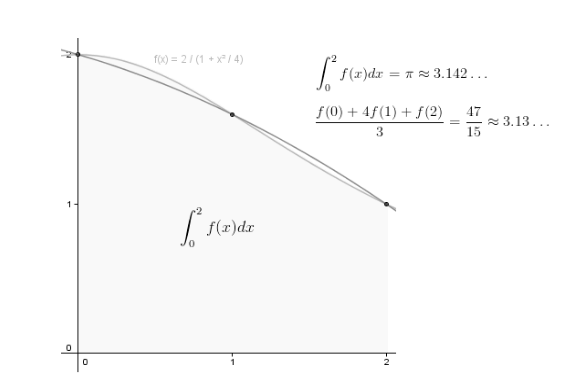 2
f(x) = 2 / (1 + x² / 4)
∫₀² f(x)dx = π ≈ 3.142 . . .
(f(0) + 4f(1) + f(2)) / 3 = 47 / 15 ≈ 3.13 . . .
1
∫₀² f(x)dx
0
0 1 2